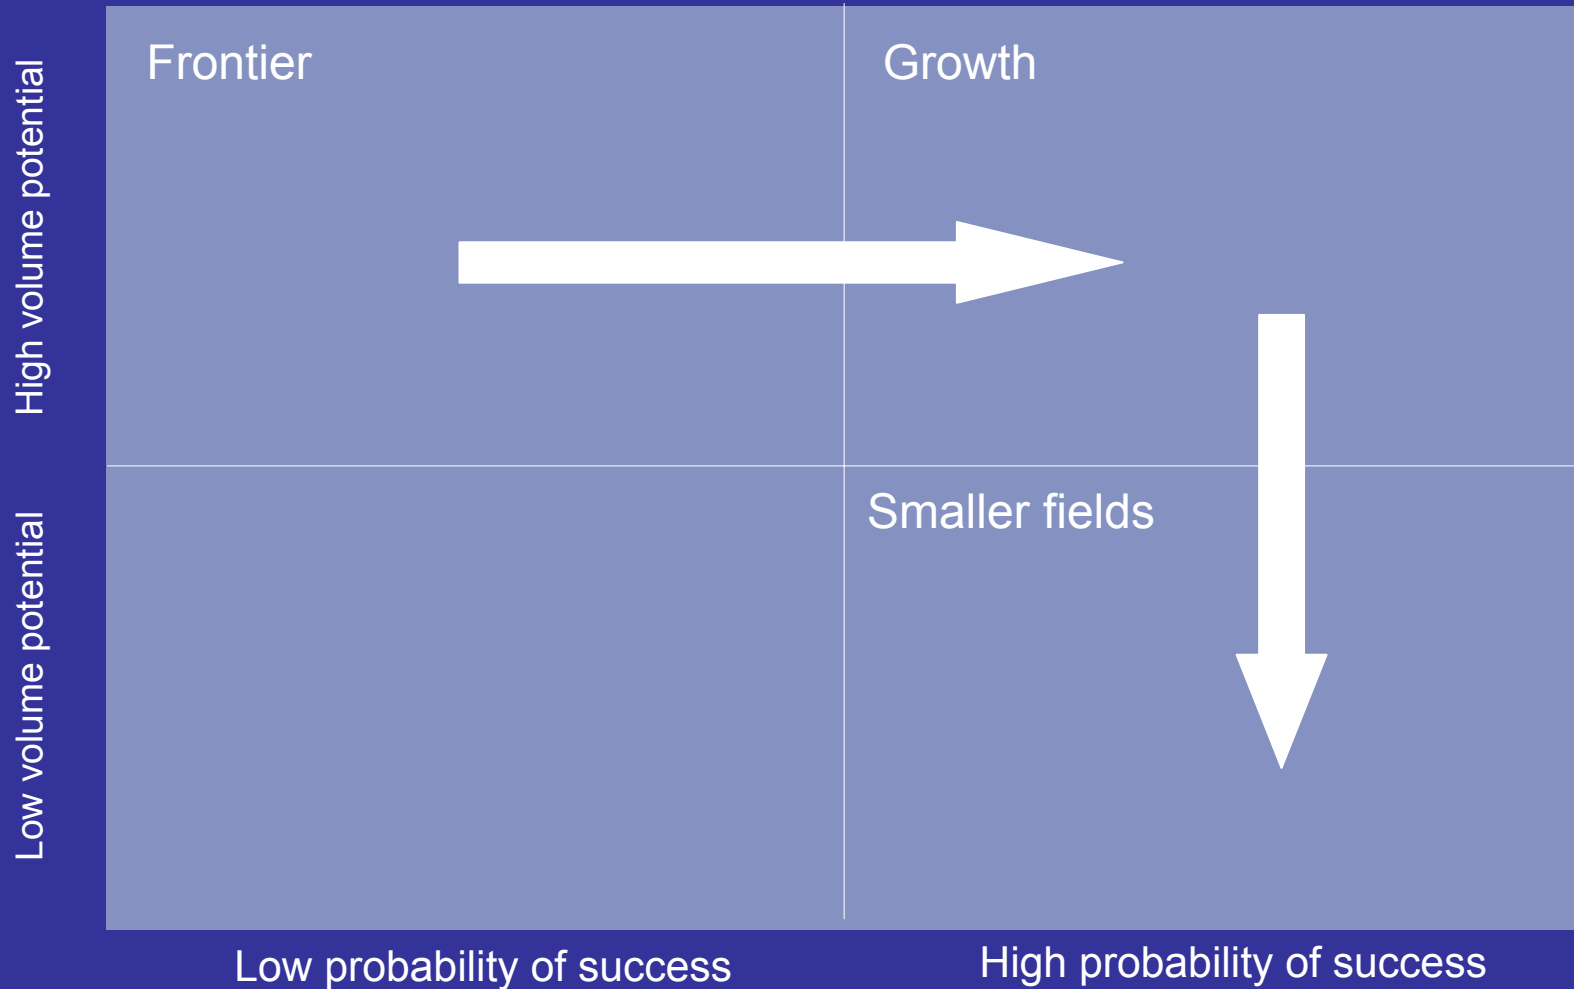 High volume potential
Frontier
Growth
Low volume potential
Smaller fields
Low probability of success
High probability of success